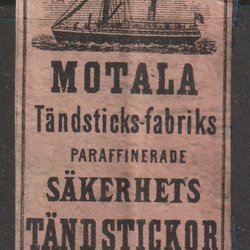 MOTALA
Tändsticks-fabriks
PARAFFINERADE
SÄKERHETS
TÄNDSTICKOR